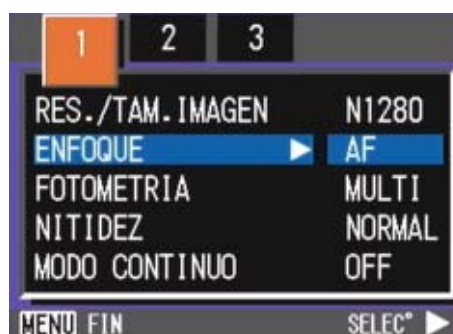 1 2 3
RES./TAM.IMAGEN N1280
ENFOQUE ▶ AF
FOTOMETRIA MULTI
NITIDEZ NORMAL
MODO CONTINUO OFF
MENU FIN SELEC° ▶